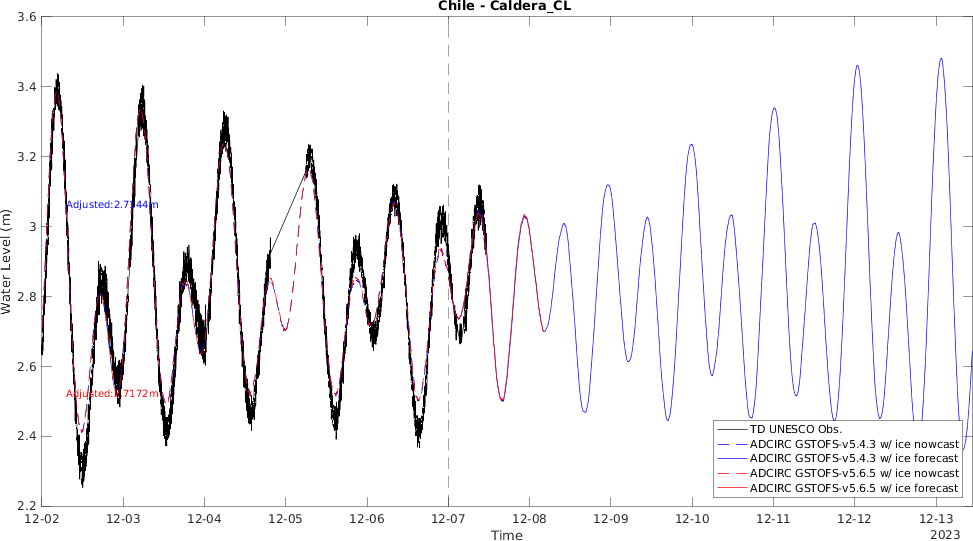 Chile - Caldera_CL
3.6
3.4
3.2
3
2.8
2.6
2.4
2.2
Water Level (m)
Adjusted:2.7144m
Adjusted:2.7172m
TD UNESCO Obs.
ADCIRC GSTOFS-v5.4.3 w/ ice nowcast
ADCIRC GSTOFS-v5.4.3 w/ ice forecast
ADCIRC GSTOFS-v5.6.5 w/ ice nowcast
ADCIRC GSTOFS-v5.6.5 w/ ice forecast
12-02 12-03 12-04 12-05 12-06 12-07 12-08 12-09 12-10 12-11 12-12 12-13
2023
Time